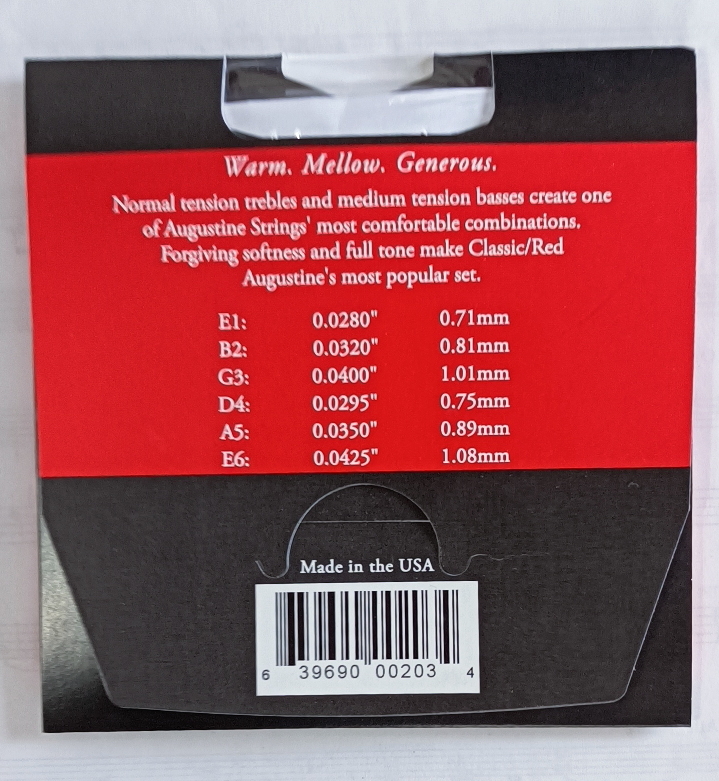 Warm. Mellow. Generous.
Normal tension trebles and medium tension basses create one
of Augustine Strings' most comfortable combinations.
Forgiving softness and full tone make Classic/Red
Augustine's most popular set.
E1: 0.0280" 0.71mm
B2: 0.0320" 0.81mm
G3: 0.0400" 1.01mm
D4: 0.0295" 0.75mm
A5: 0.0350" 0.89mm
E6: 0.0425" 1.08mm
Made in the USA
6 39690 00203 4